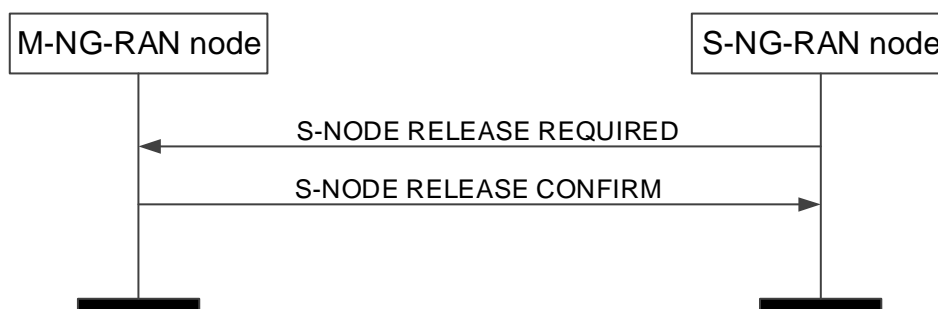 M-NG-RAN node
S-NG-RAN node
S-NODE RELEASE REQUIRED
S-NODE RELEASE CONFIRM